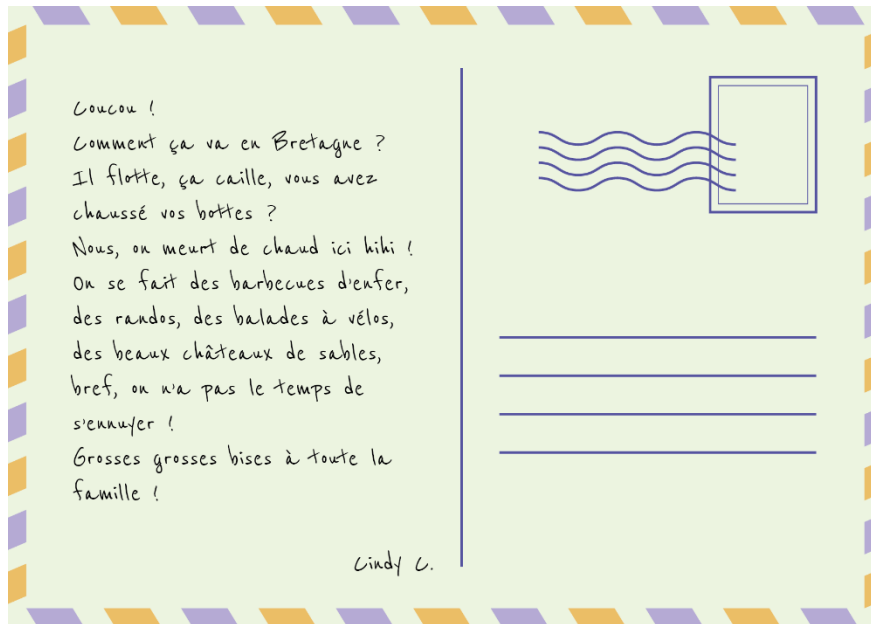 Coucou !
Comment ça va en Bretagne ?
Il flotte, ça caille, vous avez
chaussé vos bottes ?
Nous, on meurt de chaud ici hihi !
On se fait des barbecues d'enfer,
des randos, des balades à vélos,
des beaux châteaux de sables,
bref, on n'a pas le temps de
s'ennuyer !
Grosses grosses bises à toute la
famille !
Cindy C.